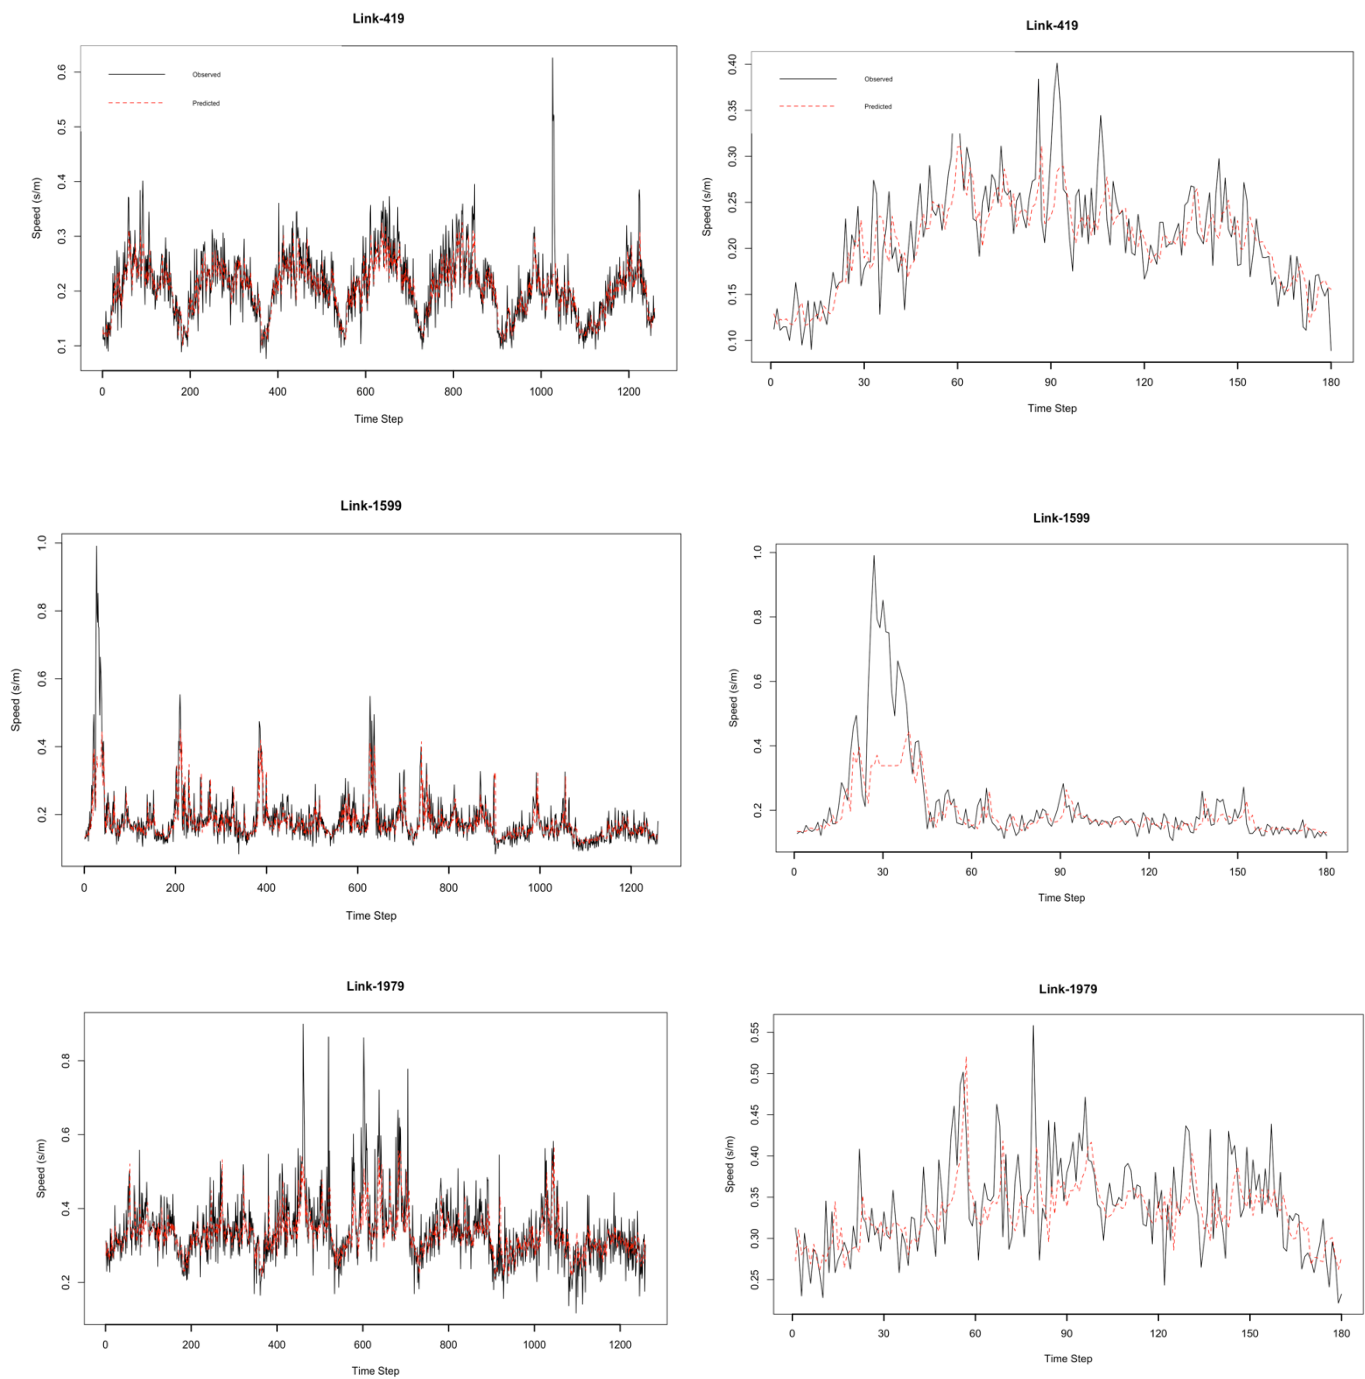 Link-419
Observed
Predicted
Speed (s/m)
0.6
0.5
0.4
0.3
0.2
0.1
0 200 400 600 800 1000 1200
Time Step
Link-419
Observed
Predicted
Speed (s/m)
0.40
0.35
0.30
0.25
0.20
0.15
0.10
0 30 60 90 120 150 180
Time Step
Link-1599
Speed (s/m)
1.0
0.8
0.6
0.4
0.2
0 200 400 600 800 1000 1200
Time Step
Link-1599
Speed (s/m)
1.0
0.8
0.6
0.4
0.2
0 30 60 90 120 150 180
Time Step
Link-1979
Speed (s/m)
0.8
0.6
0.4
0.2
0 200 400 600 800 1000 1200
Time Step
Link-1979
Speed (s/m)
0.55
0.50
0.45
0.40
0.35
0.30
0.25
0 30 60 90 120 150 180
Time Step